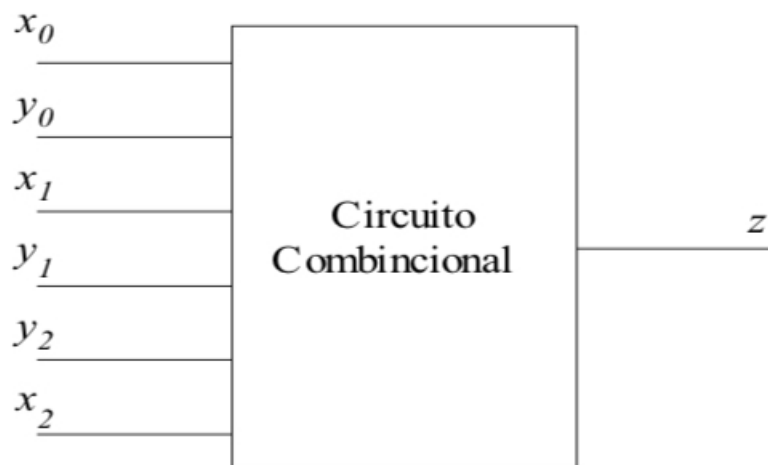 x0
y0
x1
y1
y2
x2
Circuito
Combincional
z